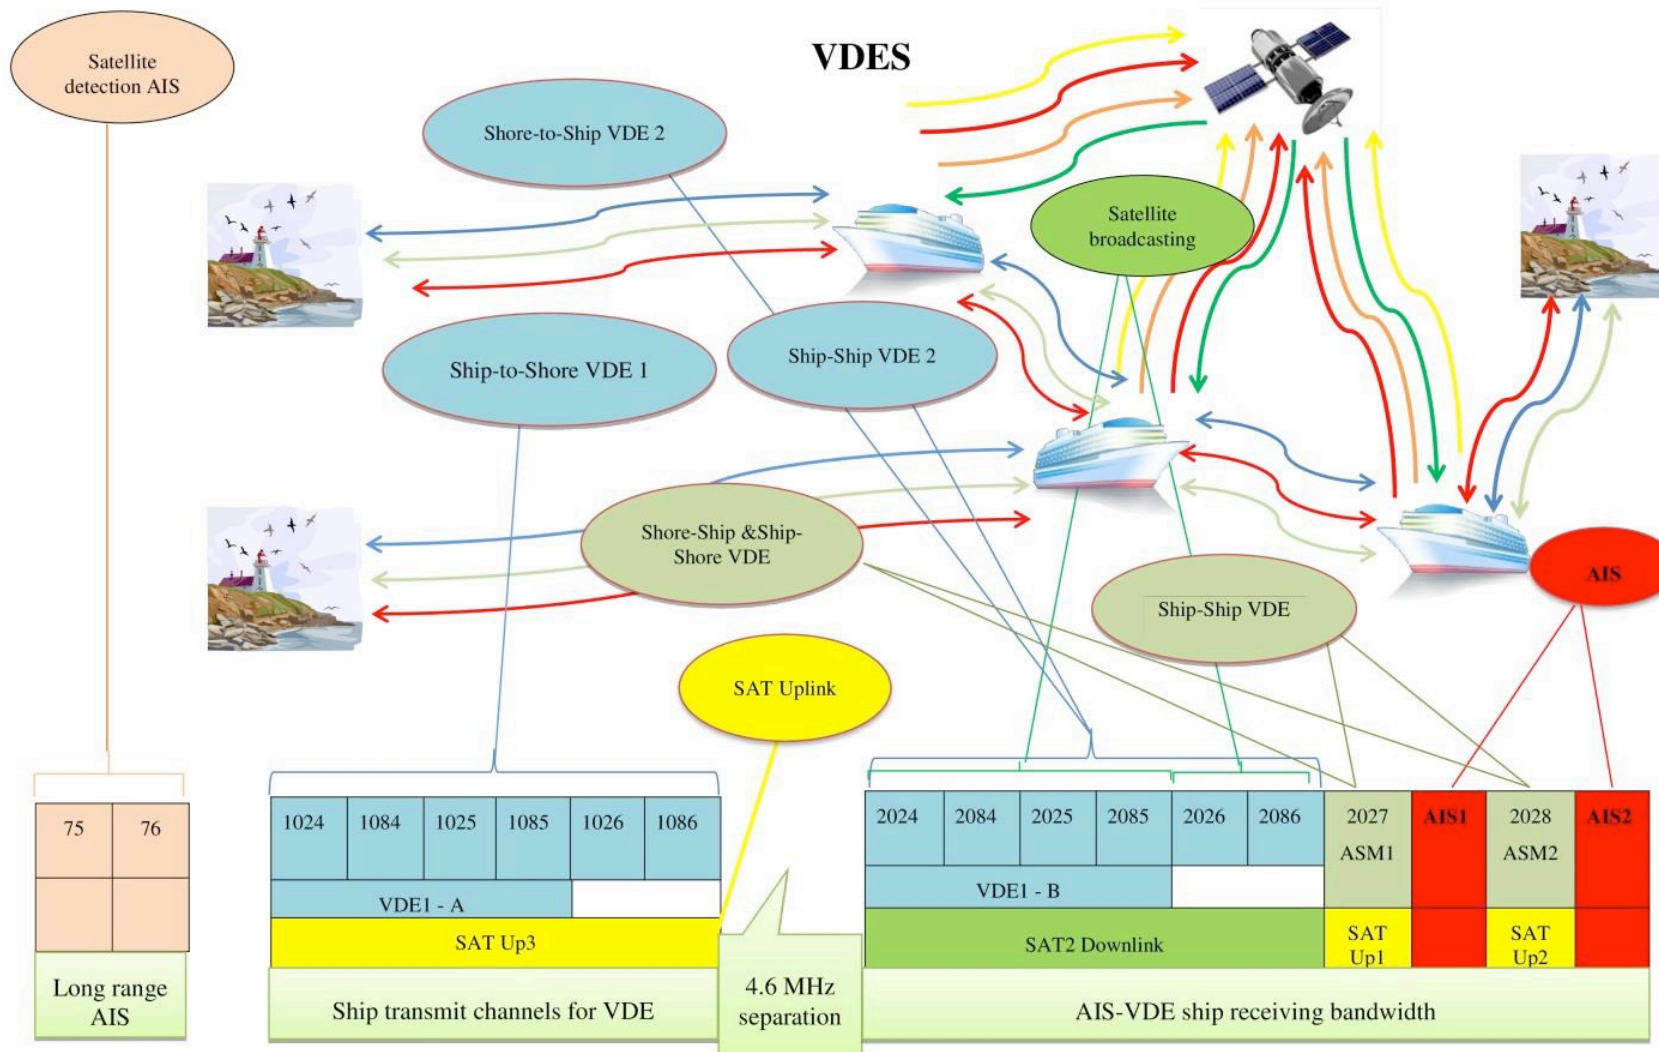 Satellite
detection AIS
VDES
Shore-to-Ship VDE 2
Satellite
broadcasting
Ship-to-Shore VDE 1
Ship-Ship VDE 2
Shore-Ship &Ship-
Shore VDE
AIS
Ship-Ship VDE
SAT Uplink
75
76
1024
1084
1025
1085
1026
1086
2024
2084
2025
2085
2026
2086
2027
ASM1
AIS1
2028
ASM2
AIS2
VDE1 - A
VDE1 - B
SAT Up3
SAT2 Downlink
SAT
Up1
SAT
Up2
Long range
AIS
Ship transmit channels for VDE
4.6 MHz
separation
AIS-VDE ship receiving bandwidth